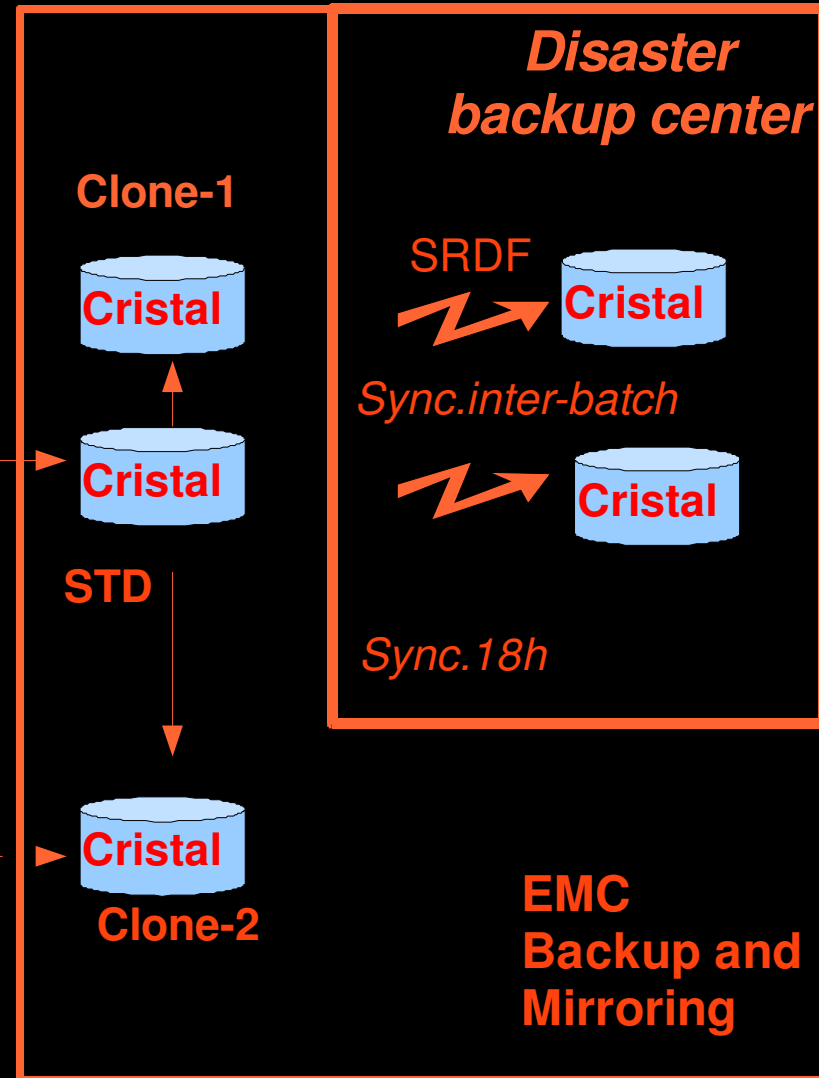 Disaster
backup center
Clone-1
SRDF
Cristal
Cristal
Sync.inter-batch
Cristal
Cristal
STD
Sync.18h
Cristal
Clone-2
EMC
Backup and
Mirroring